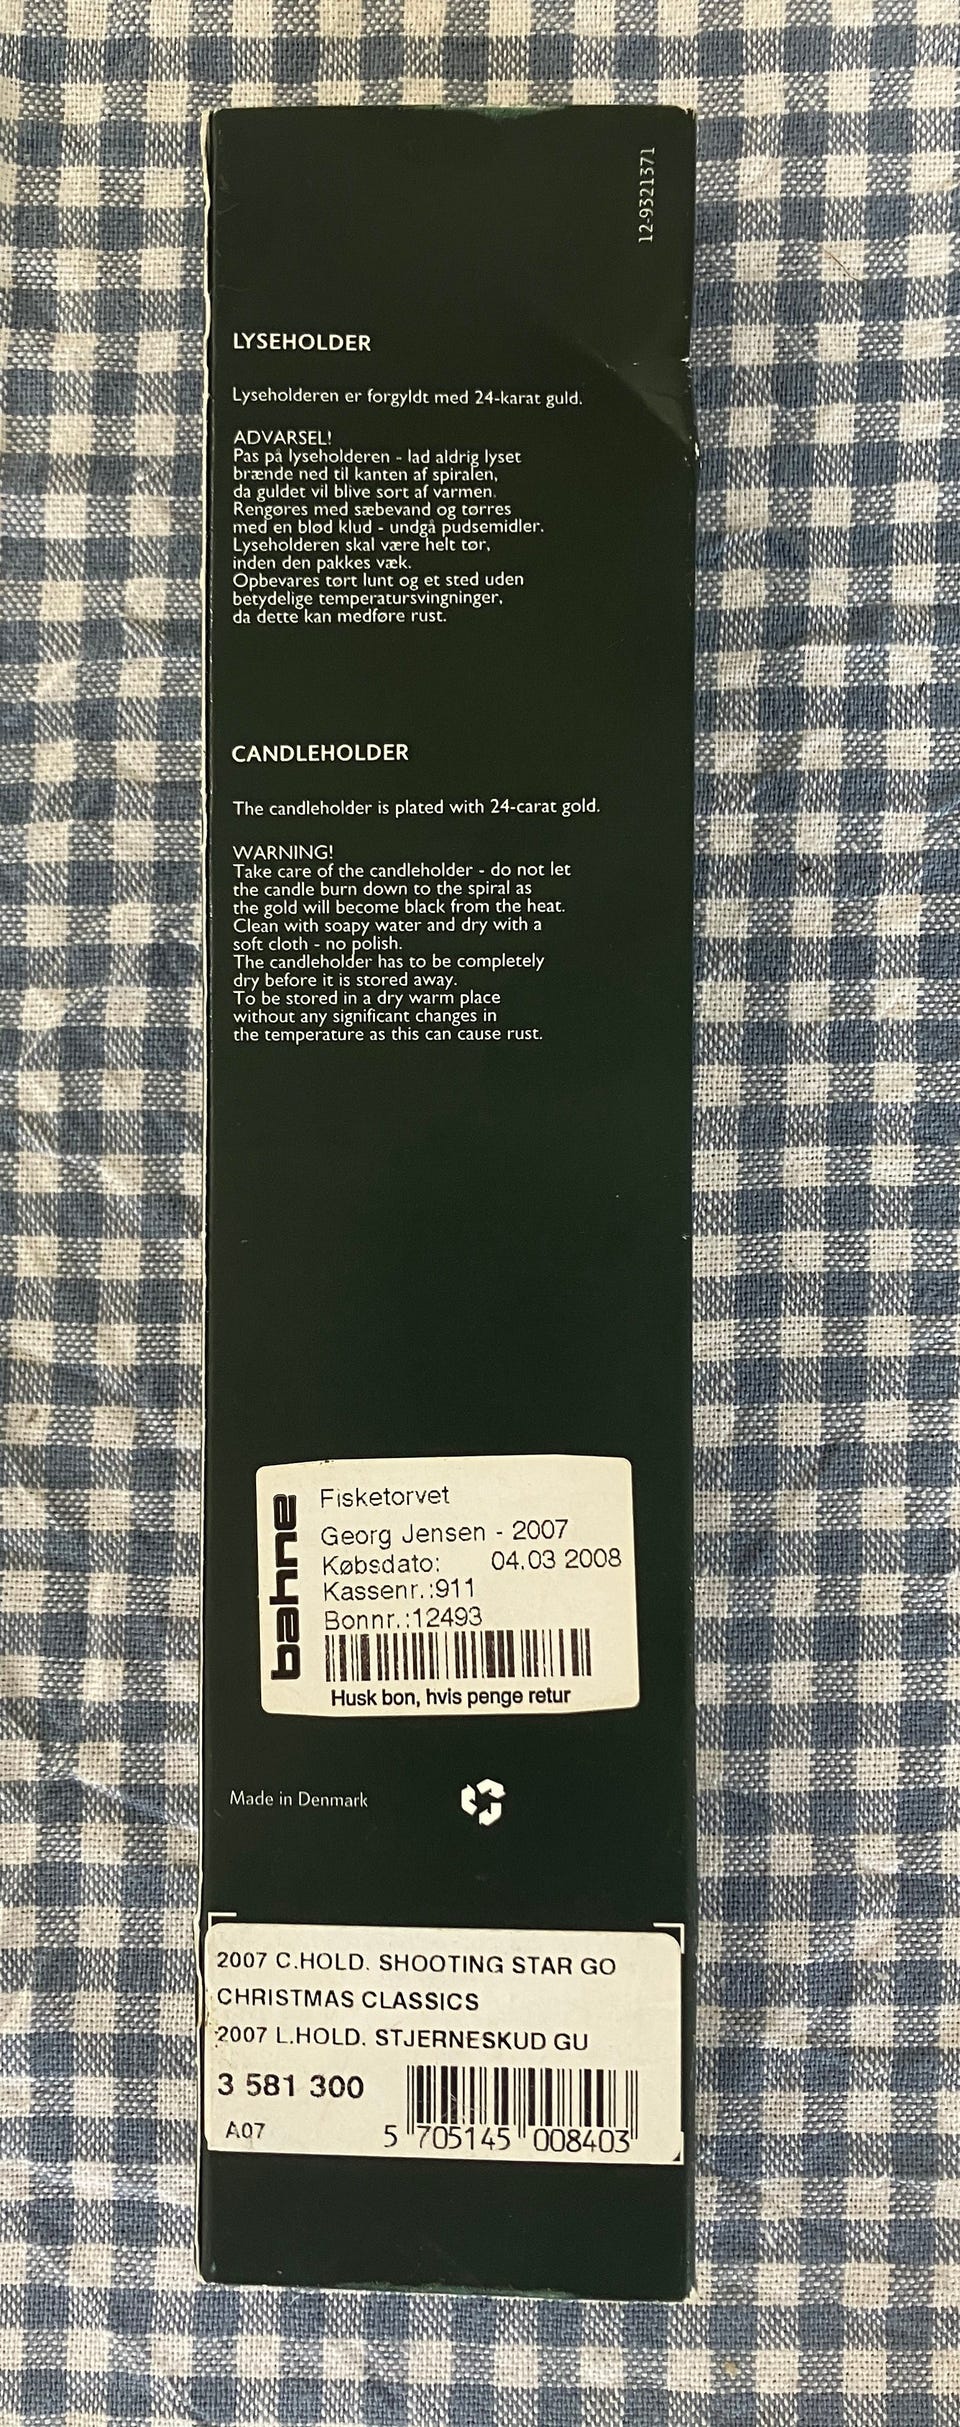 12-9321371
LYSEHOLDER
Lyseholderen er forgyldt med 24-karat guld.
ADVARSEL!
Pas på lyseholderen - lad aldrig lyset
brænde ned til kanten af spiralen,
da guldet vil blive sort af varmen.
Rengøres med sæbevand og tørres
med en blød klud - undgå pudsemidler.
Lyseholderen skal være helt tør,
inden den pakkes væk.
Opbevares tørt lunt og et sted uden
betydelige temperatursvingninger,
da dette kan medføre rust.
CANDLEHOLDER
The candleholder is plated with 24-carat gold.
WARNING!
Take care of the candleholder - do not let
the candle burn down to the spiral as
the gold will become black from the heat.
Clean with soapy water and dry with a
soft cloth - no polish.
The candleholder has to be completely
dry before it is stored away.
To be stored in a dry warm place
without any significant changes in
the temperature as this can cause rust.
bahne
Fisketorvet
Georg Jensen - 2007
Købsdato: 04.03 2008
Kassenr.:911
Bonnr.:12493
Husk bon, hvis penge retur
Made in Denmark
2007 C.HOLD. SHOOTING STAR GO
CHRISTMAS CLASSICS
2007 L.HOLD. STJERNESKUD GU
3 581 300
A07
5 705145 008403